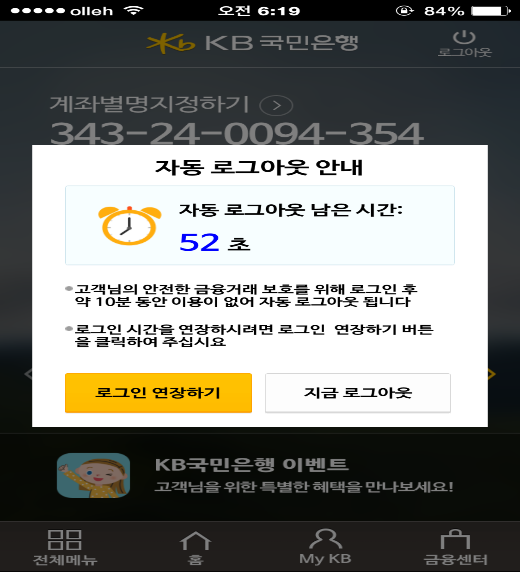 olleh 오전 6:19 84%
Kb KB국민은행 로그아웃
계좌별명지정하기
343-24-0094-354
자동 로그아웃 안내
자동 로그아웃 남은 시간:
52 초
고객님의 안전한 금융거래 보호를 위해 로그인 후
약 10분 동안 이용이 없어 자동 로그아웃 됩니다
로그인 시간을 연장하시려면 로그인 연장하기 버튼
을 클릭하여 주십시요
로그인 연장하기 지금 로그아웃
KB국민은행 이벤트
고객님을 위한 특별한 혜택을 만나보세요!
전체메뉴 홈 My KB 금융센터